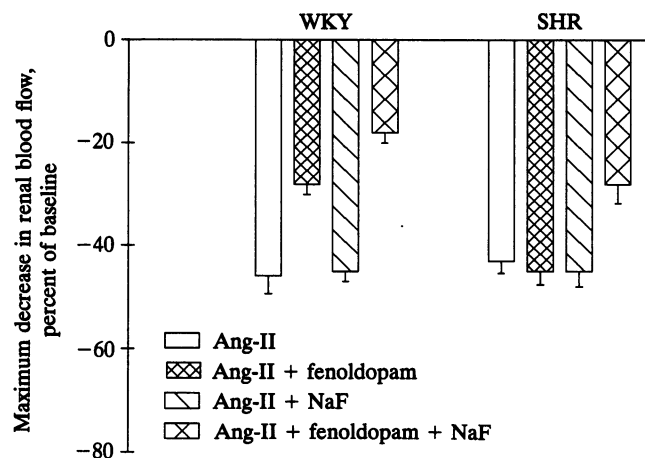 WKY SHR
0
−20
−40
−60
−80
Maximum decrease in renal blood flow,
percent of baseline
Ang-II
Ang-II + fenoldopam
Ang-II + NaF
Ang-II + fenoldopam + NaF